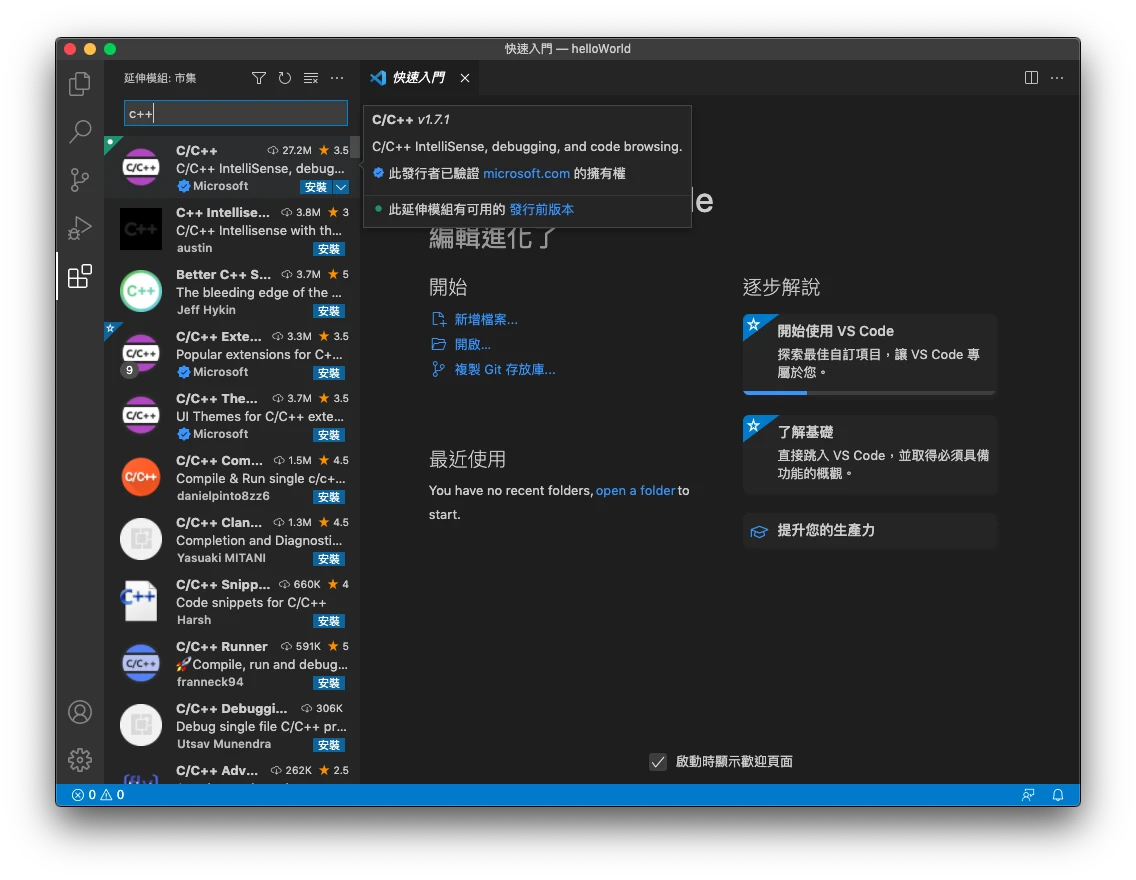 快速入門 — helloWorld
延伸模組: 市集
c++
C/C++ 27.2M ★ 3.5
C/C++ IntelliSense, debug...
Microsoft 安裝
C++ Intellise... 3.8M ★ 3
C/C++ Intellisense with th...
austin 安裝
Better C++ S... 3.7M ★ 5
The bleeding edge of the ...
Jeff Hykin 安裝
C/C++ Exte... 3.3M ★ 3.5
Popular extensions for C+...
9 Microsoft 安裝
C/C++ The... 3.7M ★ 3.5
UI Themes for C/C++ exte...
Microsoft 安裝
C/C++ Com... 1.5M ★ 4.5
Compile & Run single c/c+...
danielpinto8zz6 安裝
C/C++ Clan... 1.3M ★ 4.5
Completion and Diagnosti...
Yasuaki MITANI 安裝
C/C++ Snipp... 660K ★ 4
Code snippets for C/C++
Harsh 安裝
C/C++ Runner 591K ★ 5
🚀Compile, run and debug...
franneck94 安裝
C/C++ Debuggi... 306K
Debug single file C/C++ pr...
Utsav Munendra 安裝
C/C++ Adv... 262K ★ 2.5
C/C++
C++
C++
C/C++
C/C++
C/C++
C++
C/C++
快速入門
C/C++ v1.7.1
C/C++ IntelliSense, debugging, and code browsing.
此發行者已驗證 microsoft.com 的擁有權
此延伸模組有可用的 發行前版本
de
編輯進化了
開始
新增檔案...
開啟...
複製 Git 存放庫...
最近使用
You have no recent folders, open a folder to
start.
逐步解說
開始使用 VS Code
探索最佳自訂項目，讓 VS Code 專
屬於您。
了解基礎
直接跳入 VS Code，並取得必須具備
功能的概觀。
提升您的生產力
啟動時顯示歡迎頁面
0 0